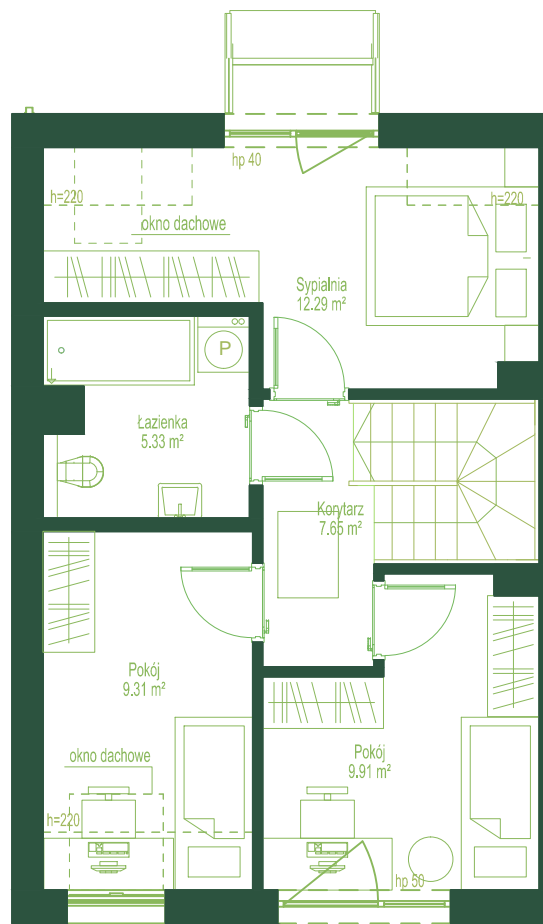 hp 40
h=220
h=220
okno dachowe
Sypialnia
12.29 m²
P
Łazienka
5.33 m²
Korytarz
7.65 m²
Pokój
9.31 m²
okno dachowe
Pokój
9.91 m²
h=220
hp 50